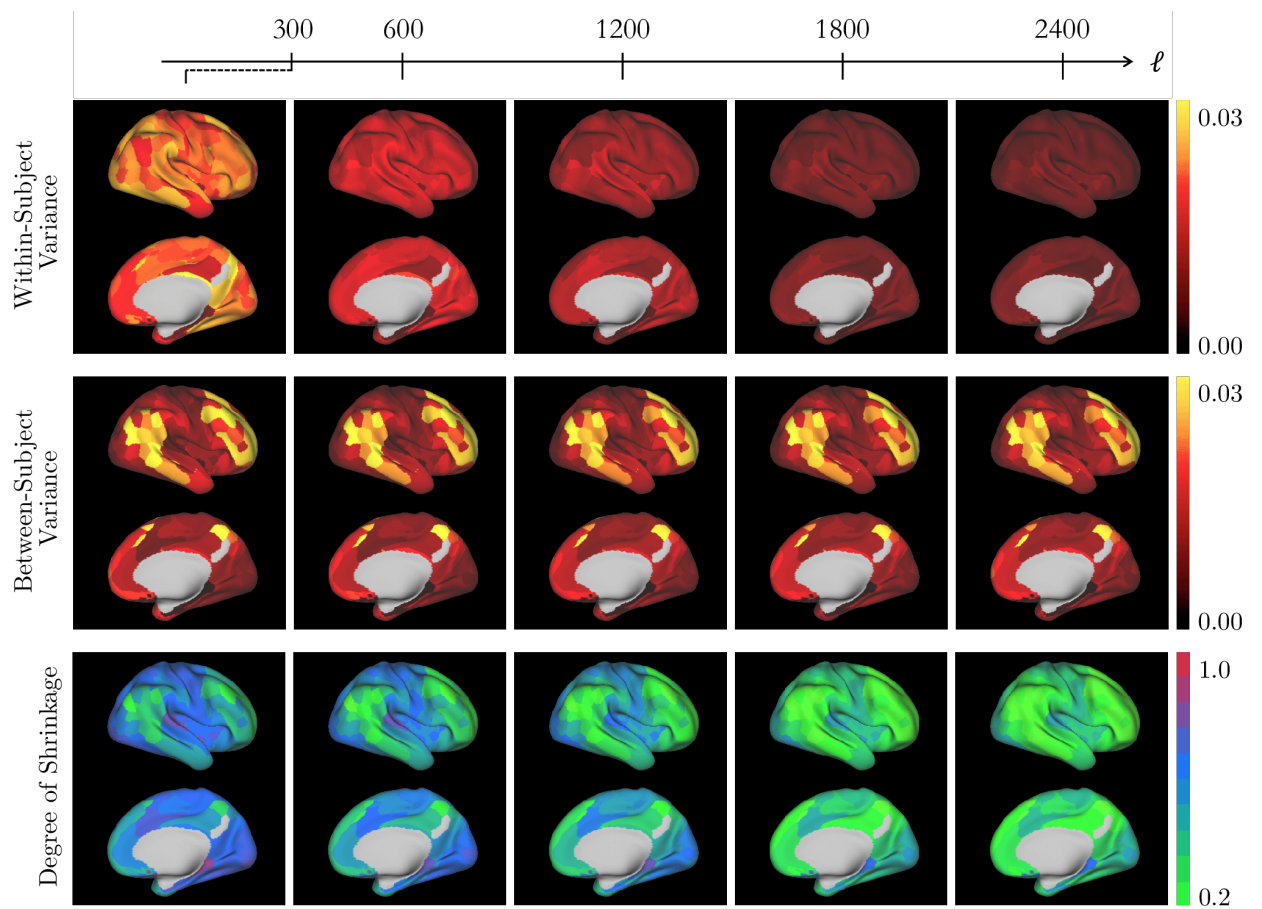 300 600 1200 1800 2400
ℓ
Within-Subject
Variance
0.03
0.00
Between-Subject
Variance
0.03
0.00
Degree of Shrinkage
1.0
0.2